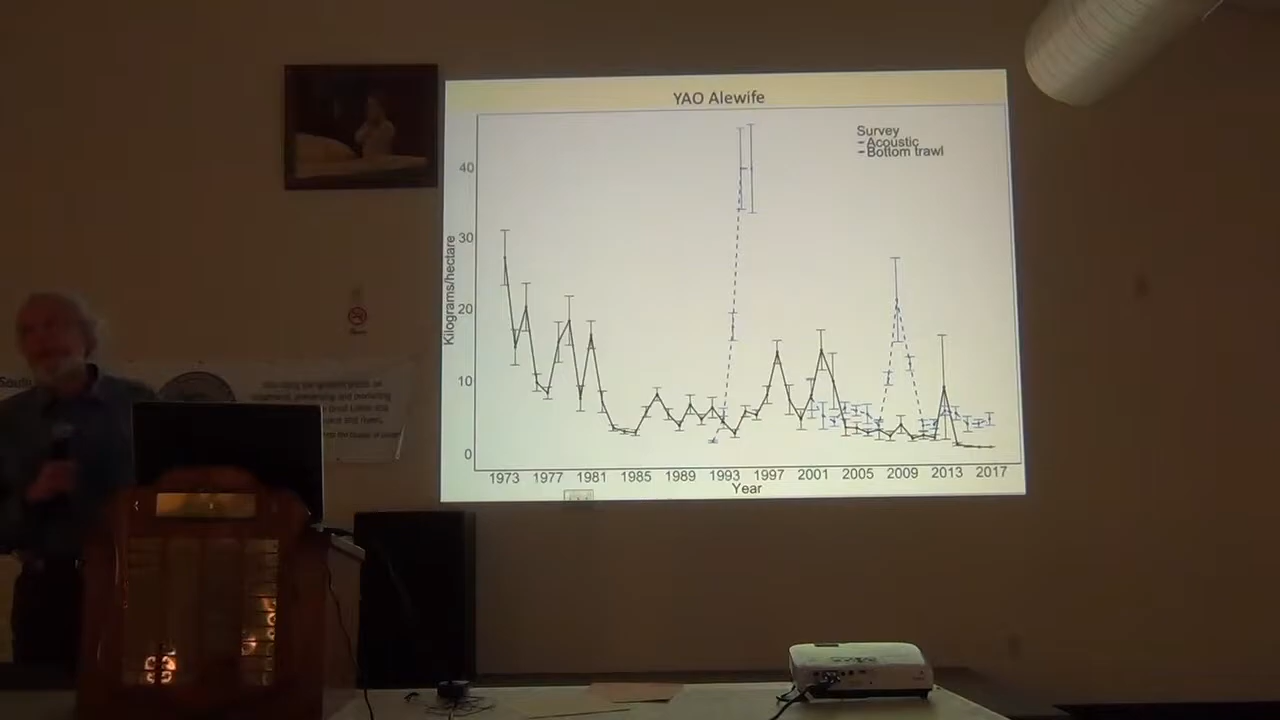 YAO Alewife
Survey
Acoustic
Bottom trawl
Kilograms/hectare
40
30
20
10
0
1973 1977 1981 1985 1989 1993 1997 2001 2005 2009 2013 2017
Year
South